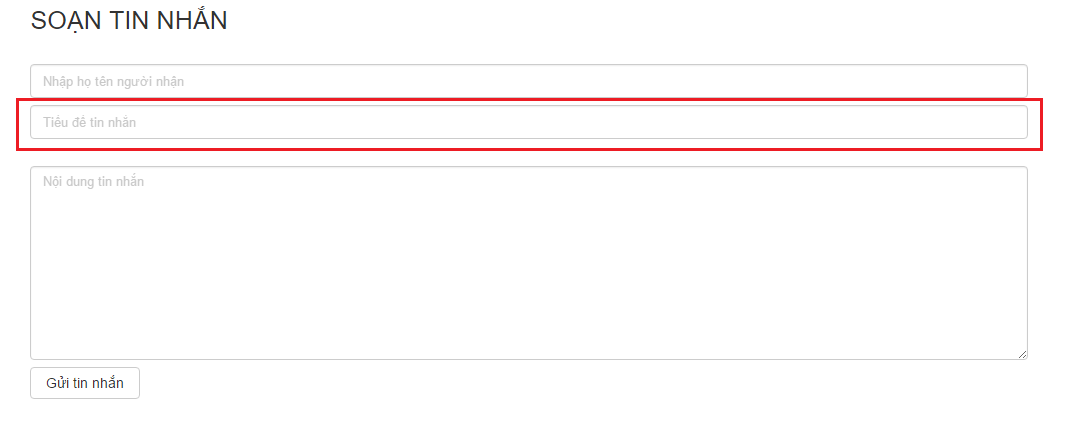 SOẠN TIN NHẮN
Nhập họ tên người nhận
Tiêu đề tin nhắn
Nội dung tin nhắn
Gửi tin nhắn